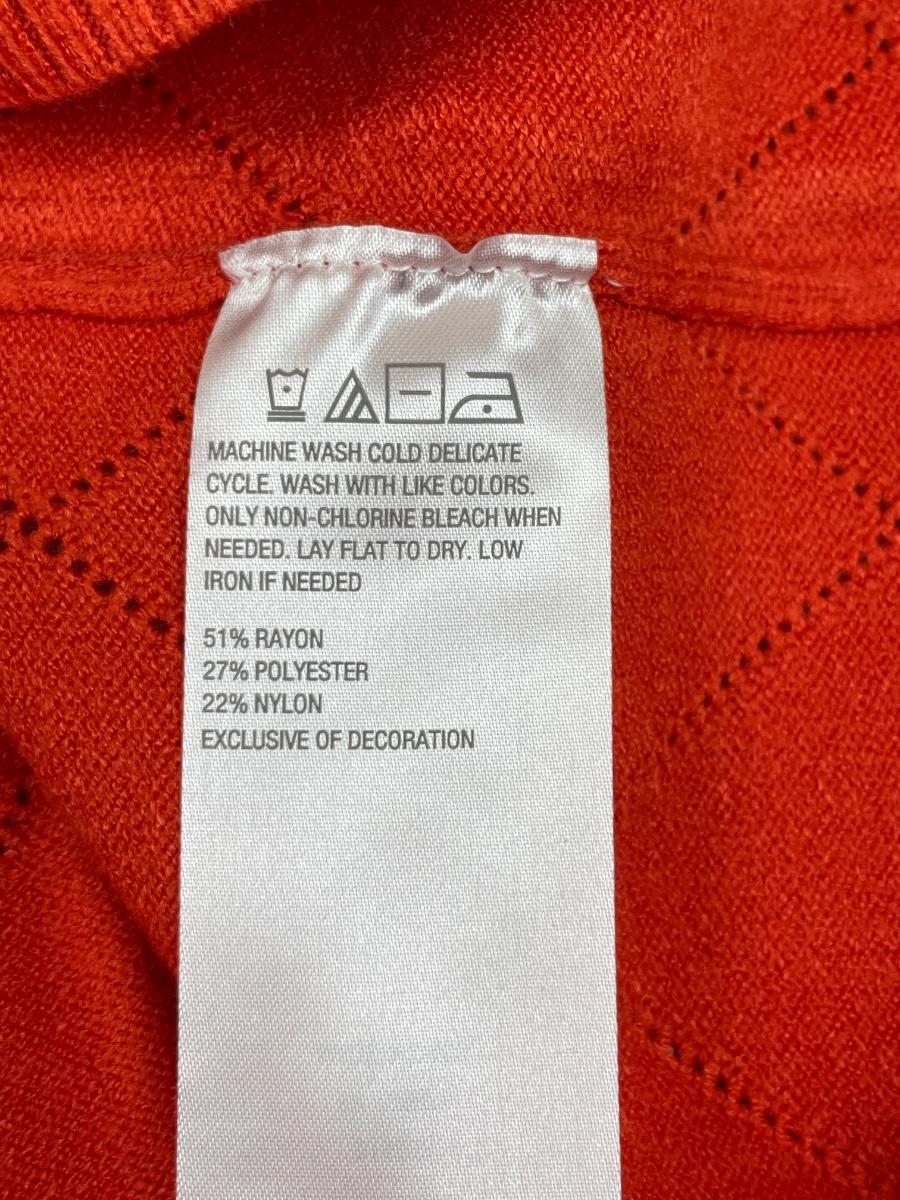 MACHINE WASH COLD DELICATE
CYCLE. WASH WITH LIKE COLORS.
ONLY NON-CHLORINE BLEACH WHEN
NEEDED. LAY FLAT TO DRY. LOW
IRON IF NEEDED
51% RAYON
27% POLYESTER
22% NYLON
EXCLUSIVE OF DECORATION